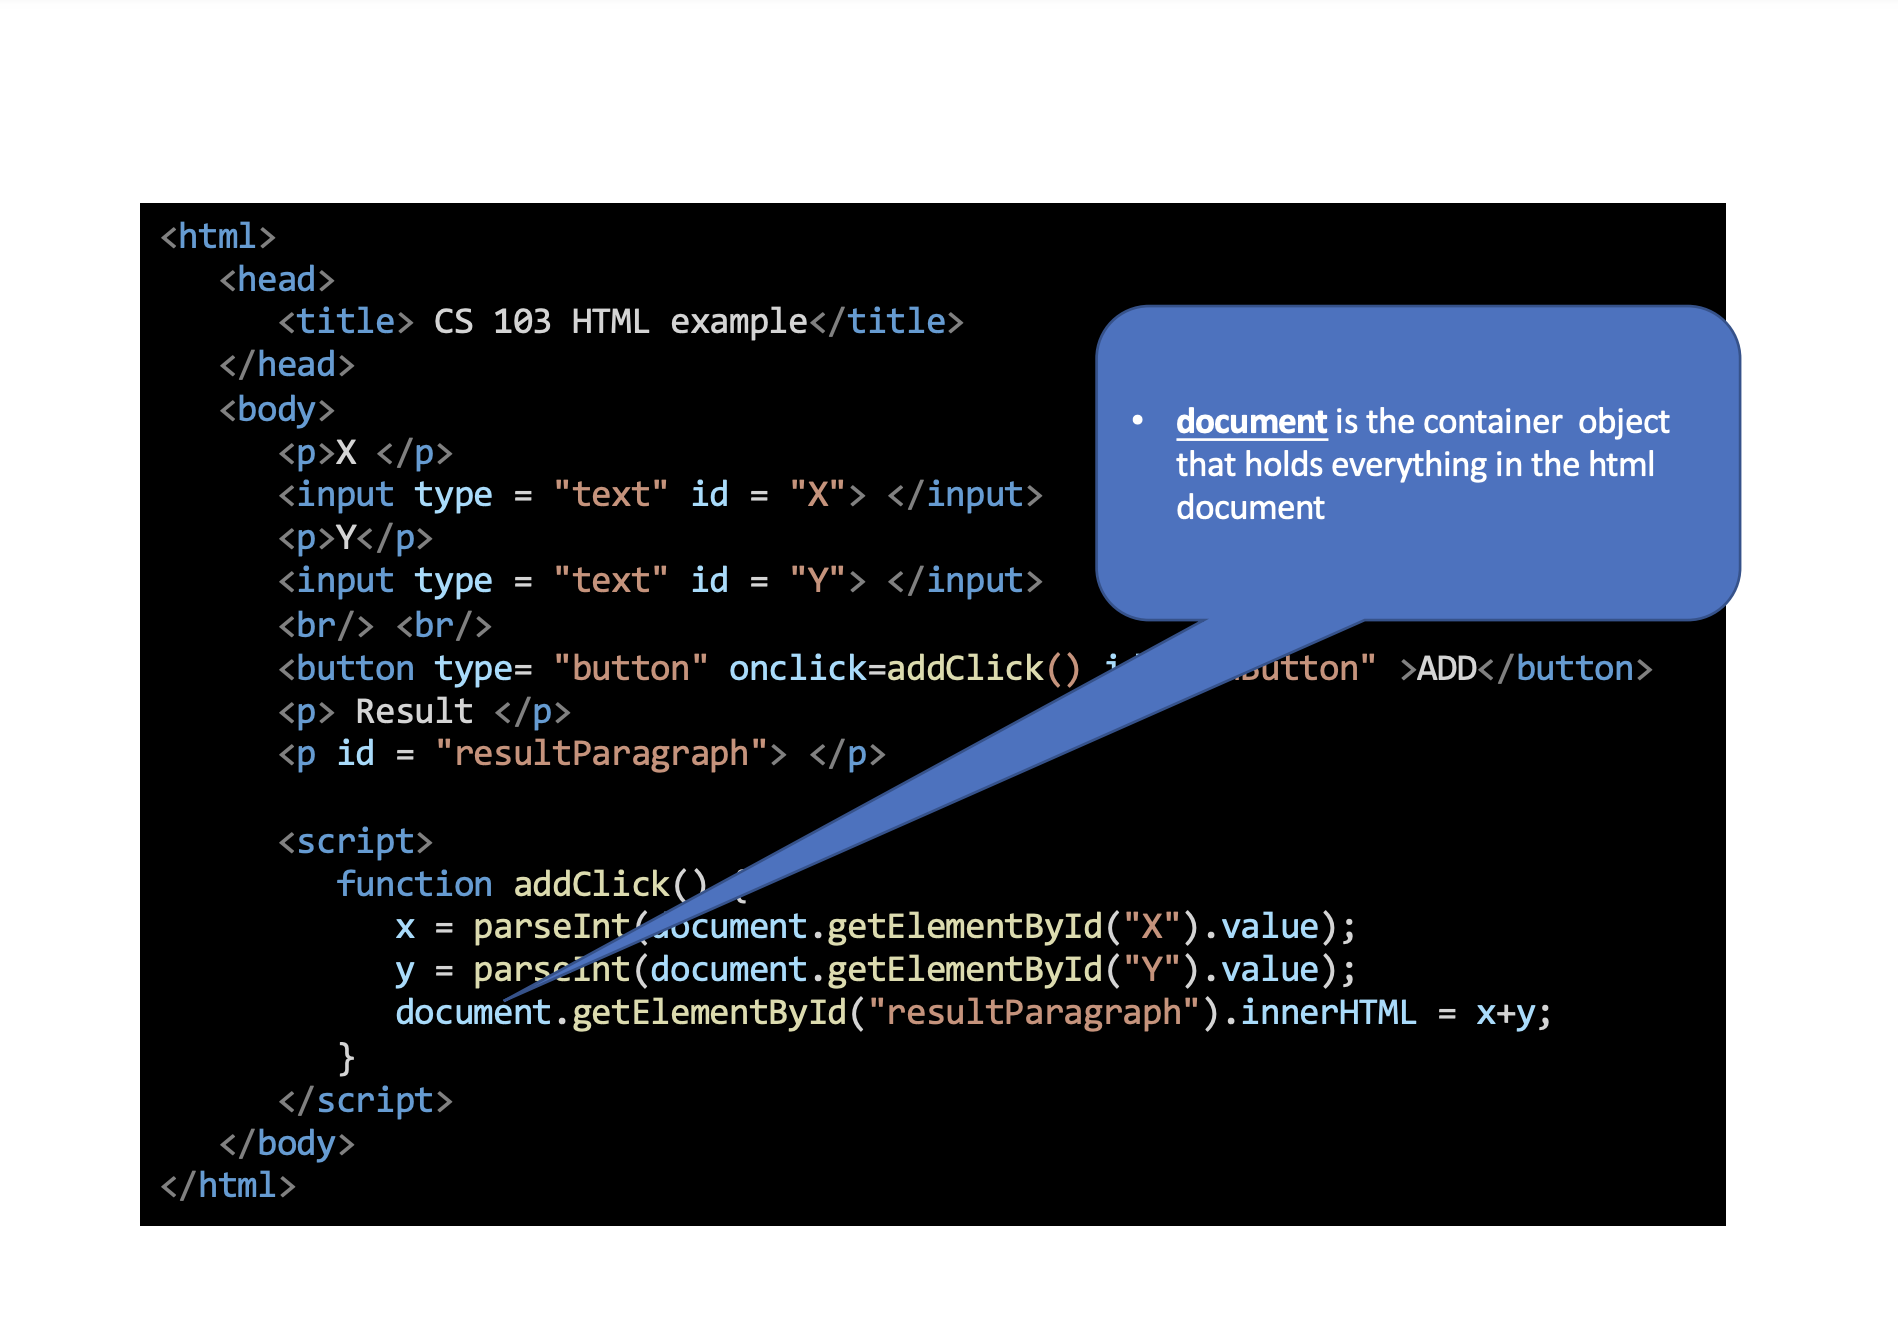 <html>
<head>
<title> CS 103 HTML example</title>
</head>
<body>
<p>X </p>
<input type = "text" id = "X"> </input>
<p>Y</p>
<input type = "text" id = "Y"> </input>
<br/> <br/>
<button type= "button" onclick=addClick() Button" >ADD</button>
<p> Result </p>
<p id = "resultParagraph"> </p>
<script>
function addClick() {
x = parseInt(document.getElementById("X").value);
y = parseInt(document.getElementById("Y").value);
document.getElementById("resultParagraph").innerHTML = x+y;
}
</script>
</body>
</html>
• document is the container object
that holds everything in the html
document